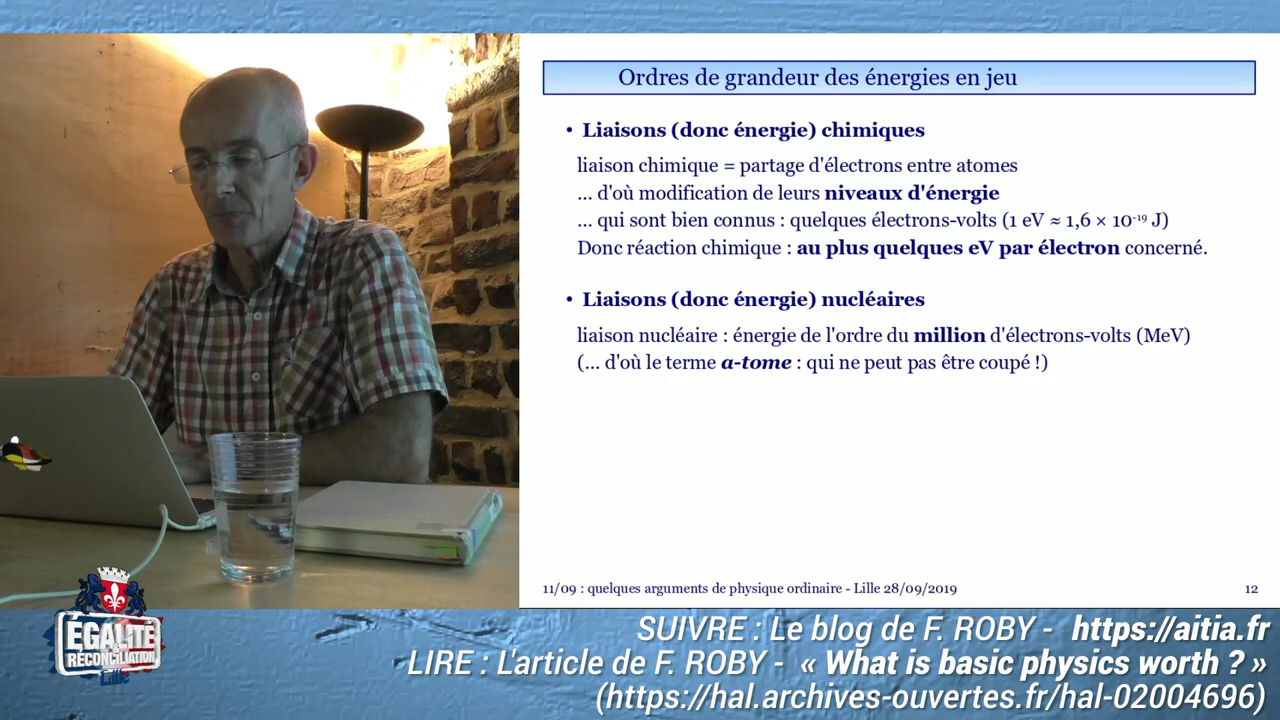 Ordres de grandeur des énergies en jeu
• Liaisons (donc énergie) chimiques
liaison chimique = partage d'électrons entre atomes
... d'où modification de leurs niveaux d'énergie
... qui sont bien connus : quelques électrons-volts (1 eV ≈ 1,6 × 10⁻¹⁹ J)
Donc réaction chimique : au plus quelques eV par électron concerné.
• Liaisons (donc énergie) nucléaires
liaison nucléaire : énergie de l'ordre du million d'électrons-volts (MeV)
(... d'où le terme a-tome : qui ne peut pas être coupé !)
11/09 : quelques arguments de physique ordinaire - Lille 28/09/2019
12
ÉGALITÉ
&
RÉCONCILIATION
Lille
SUIVRE : Le blog de F. ROBY - https://aitia.fr
LIRE : L'article de F. ROBY - « What is basic physics worth ? »
(https://hal.archives-ouvertes.fr/hal-02004696)